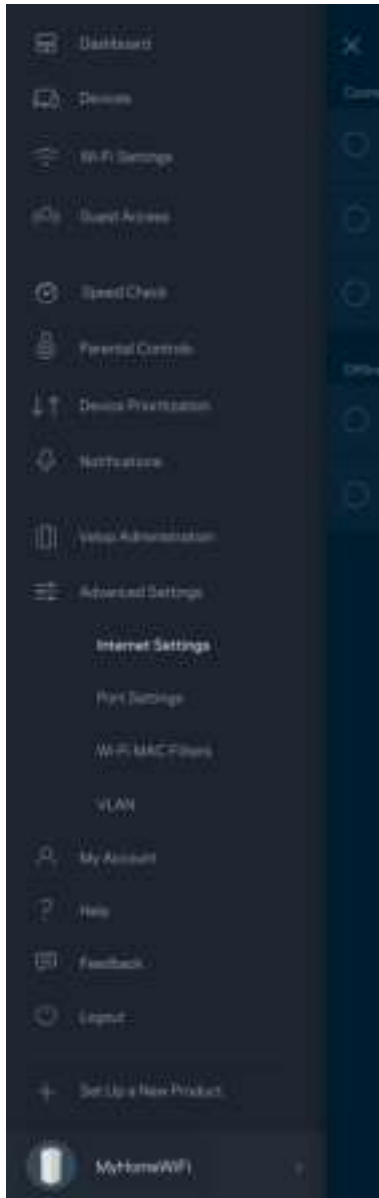 Dashboard
Devices
Wi-Fi Settings
Guest Access
Speed Check
Parental Controls
Device Prioritization
Notifications
Velop Administration
Advanced Settings
Internet Settings
Port Settings
Wi-Fi MAC Filters
VLAN
My Account
Help
Feedback
Logout
Set Up a New Product
MyHomeWiFi